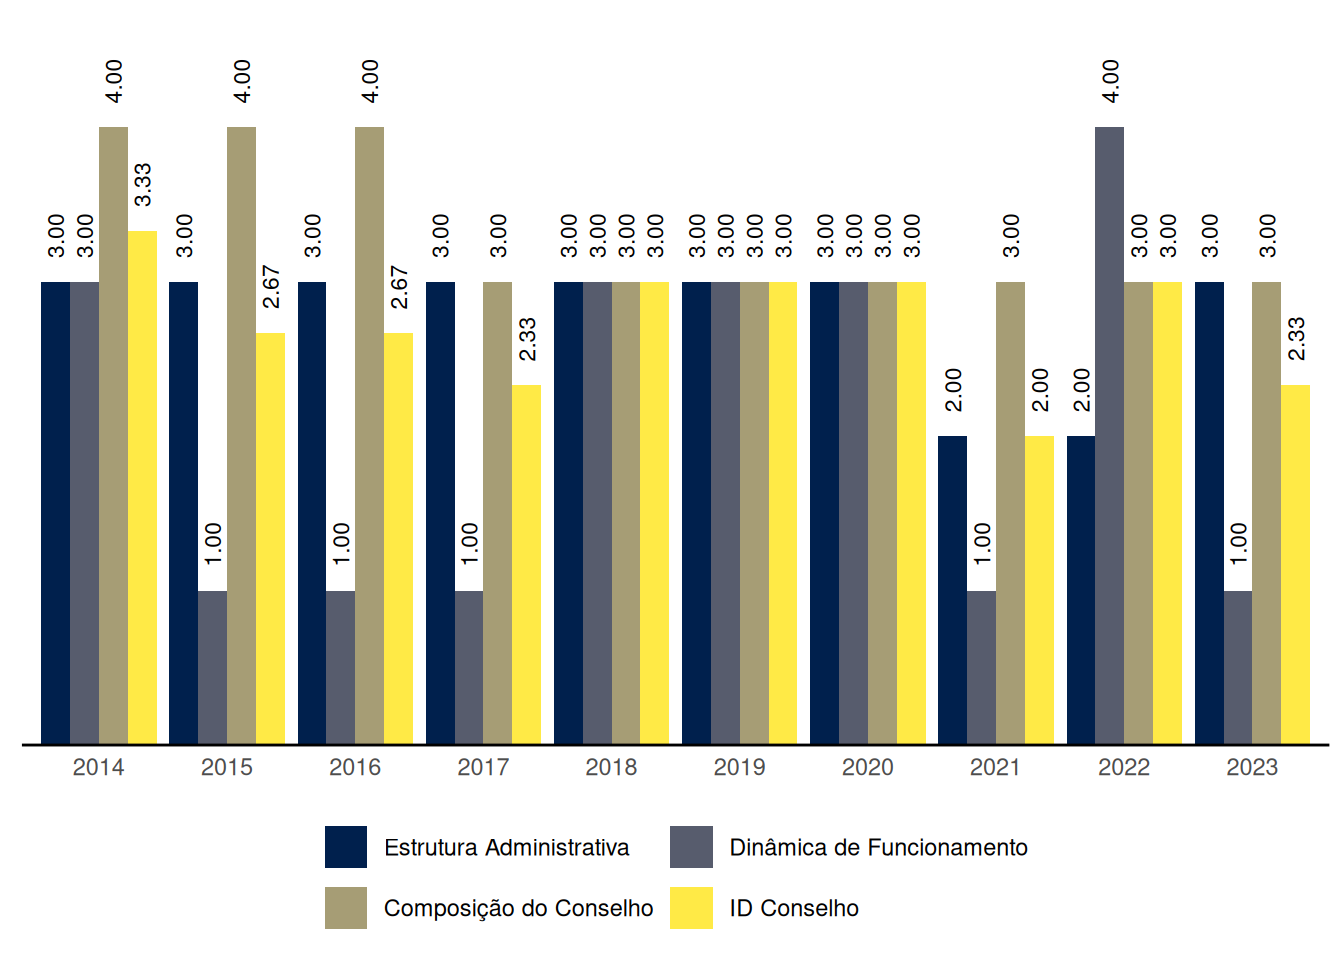 3.00 3.00 4.00 3.33 3.00 1.00 4.00 2.67 3.00 1.00 4.00 2.67 3.00 1.00 3.00 2.33 3.00 3.00 3.00 3.00 3.00 3.00 3.00 3.00 3.00 3.00 3.00 3.00 2.00 1.00 3.00 2.00 2.00 4.00 3.00 3.00 3.00 1.00 3.00 2.33
2014 2015 2016 2017 2018 2019 2020 2021 2022 2023
Estrutura Administrativa Dinâmica de Funcionamento
Composição do Conselho ID Conselho